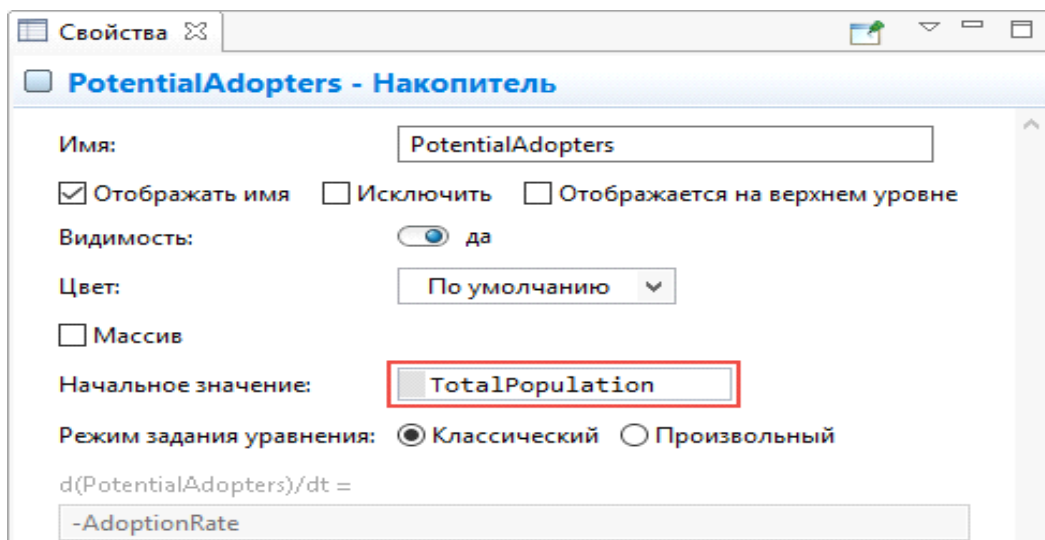 Свойства
PotentialAdopters - Накопитель
Имя: PotentialAdopters
Отображать имя Исключить Отображается на верхнем уровне
Видимость: да
Цвет: По умолчанию
Массив
Начальное значение: TotalPopulation
Режим задания уравнения: Классический Произвольный
d(PotentialAdopters)/dt =
-AdoptionRate